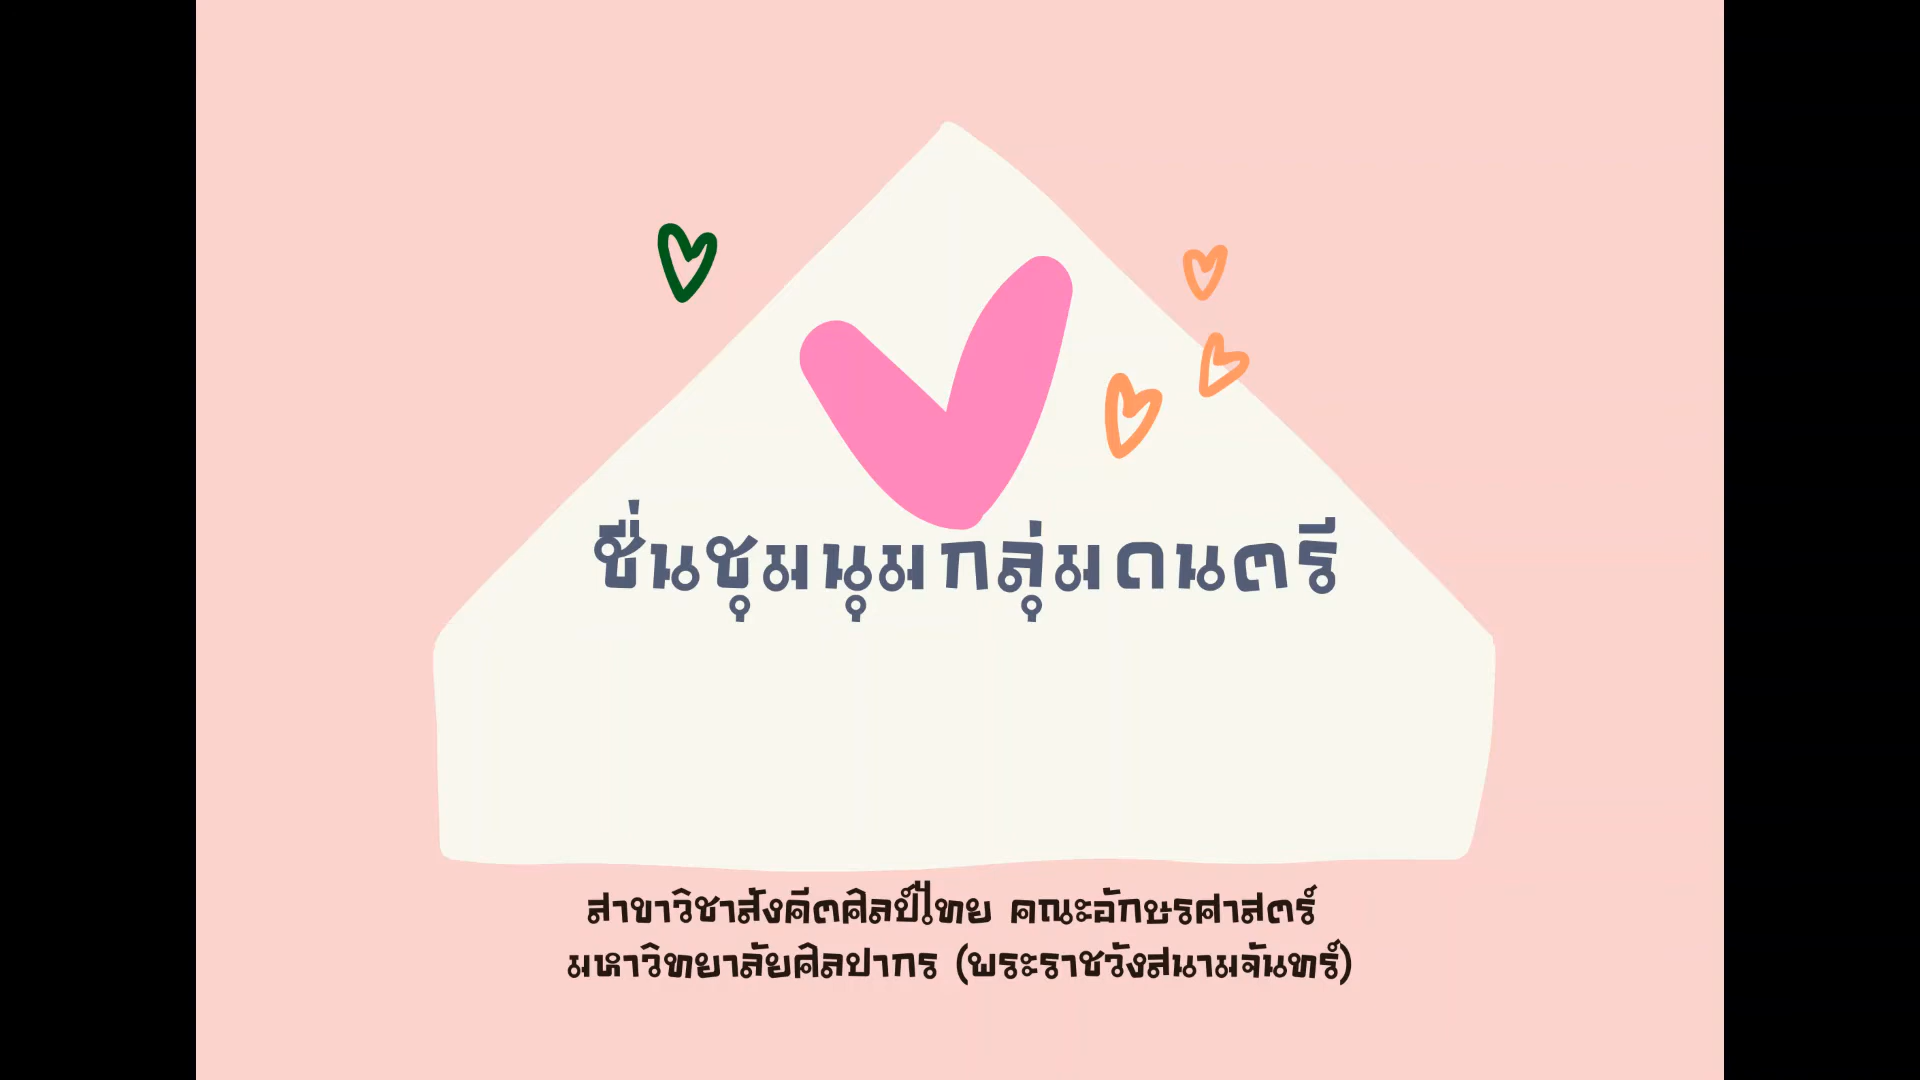 ชื่นชุมนุมกลุ่มดนตรี
สาขาวิชาสังคีตศิลป์ไทย คณะอักษรศาสตร์
มหาวิทยาลัยศิลปากร (พระราชวังสนามจันทร์)